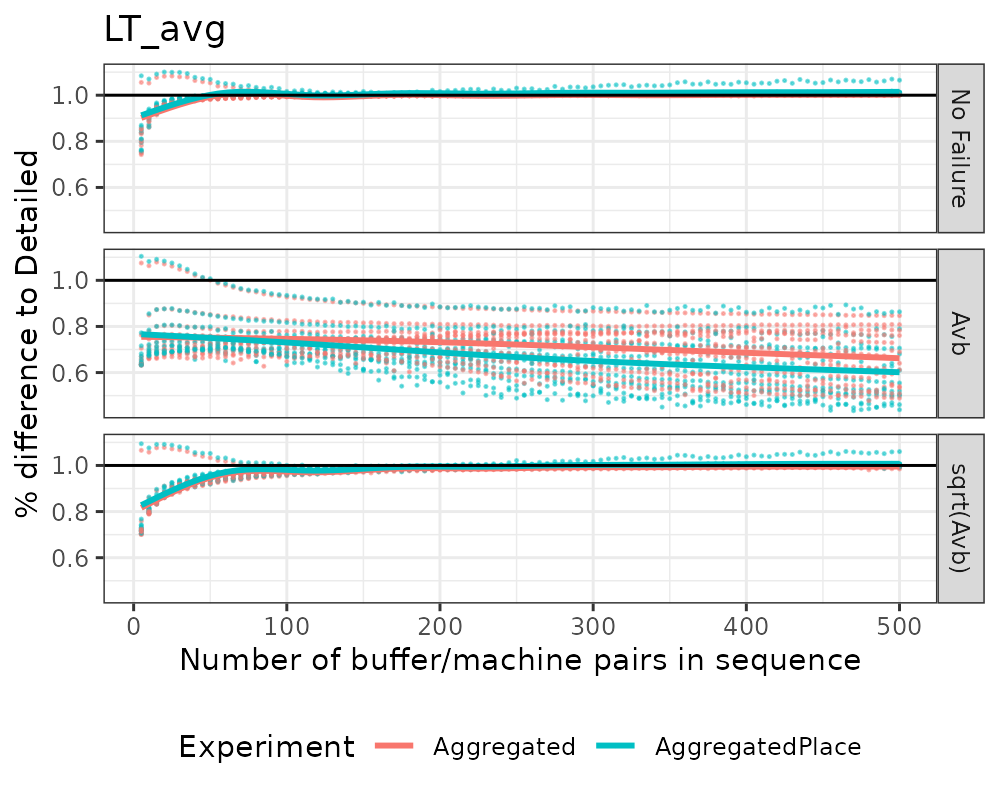 LT_avg
% difference to Detailed
1.0
0.8
0.6
No Failure
1.0
0.8
0.6
Avb
1.0
0.8
0.6
sqrt(Avb)
0 100 200 300 400 500
Number of buffer/machine pairs in sequence
Experiment Aggregated AggregatedPlace